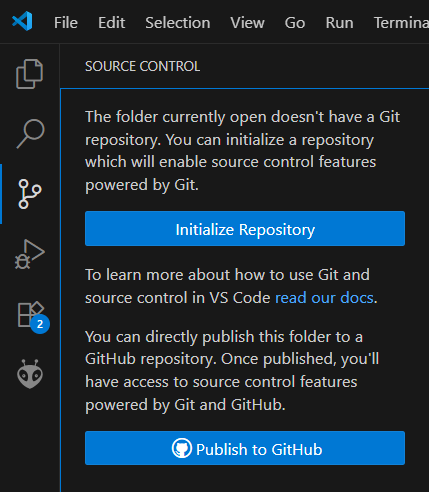 File Edit Selection View Go Run Termina
SOURCE CONTROL
The folder currently open doesn't have a Git
repository. You can initialize a repository
which will enable source control features
powered by Git.
Initialize Repository
To learn more about how to use Git and
source control in VS Code read our docs.
2
You can directly publish this folder to a
GitHub repository. Once published, you'll
have access to source control features
powered by Git and GitHub.
Publish to GitHub